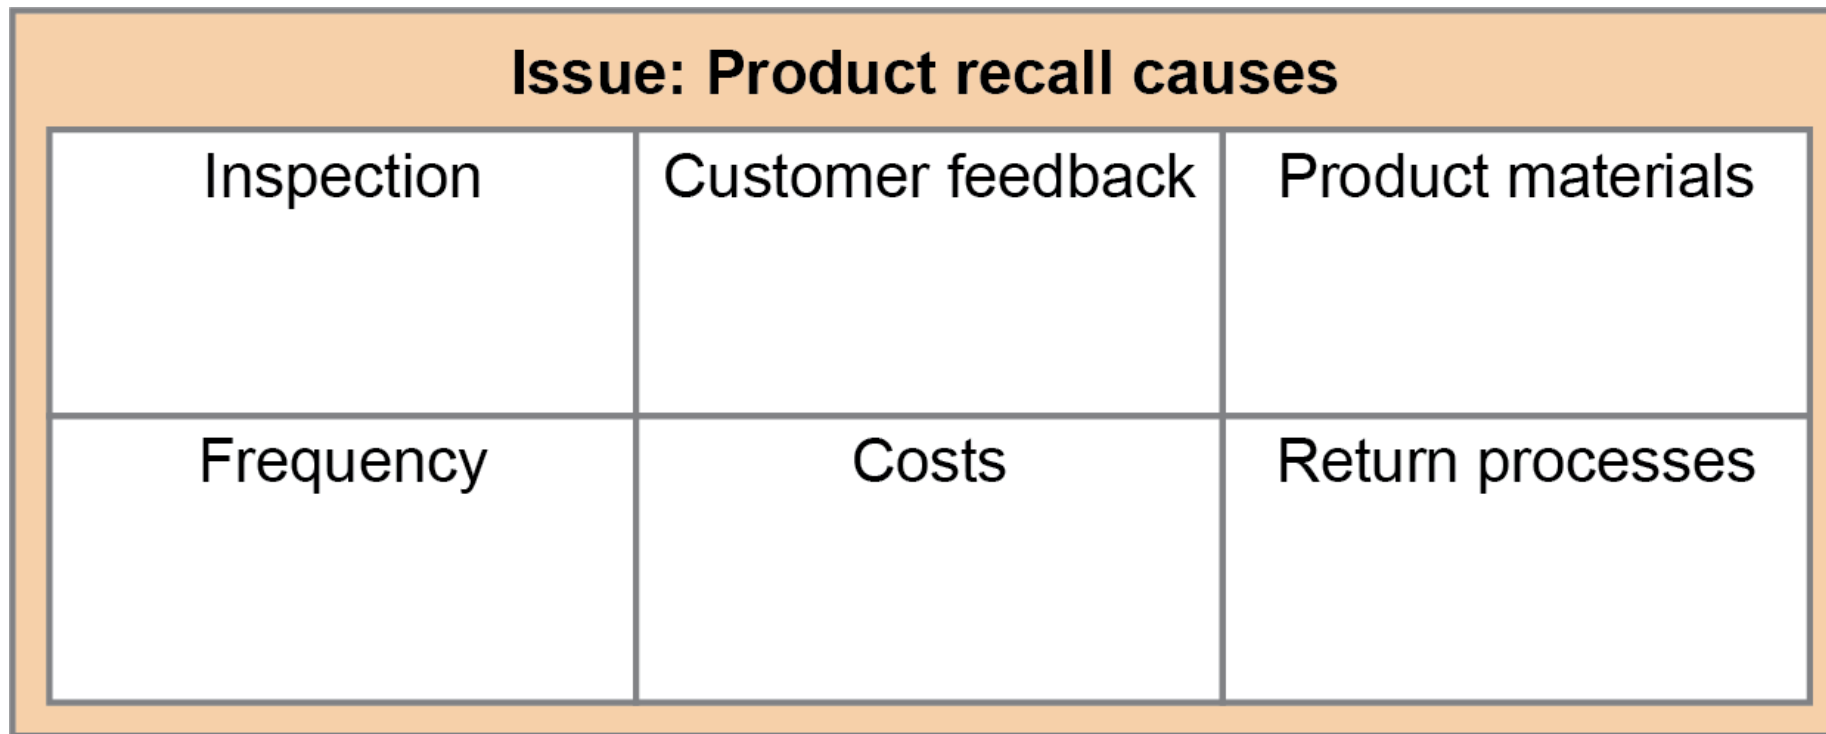 Issue: Product recall causes
Inspection
Customer feedback
Product materials
Frequency
Costs
Return processes